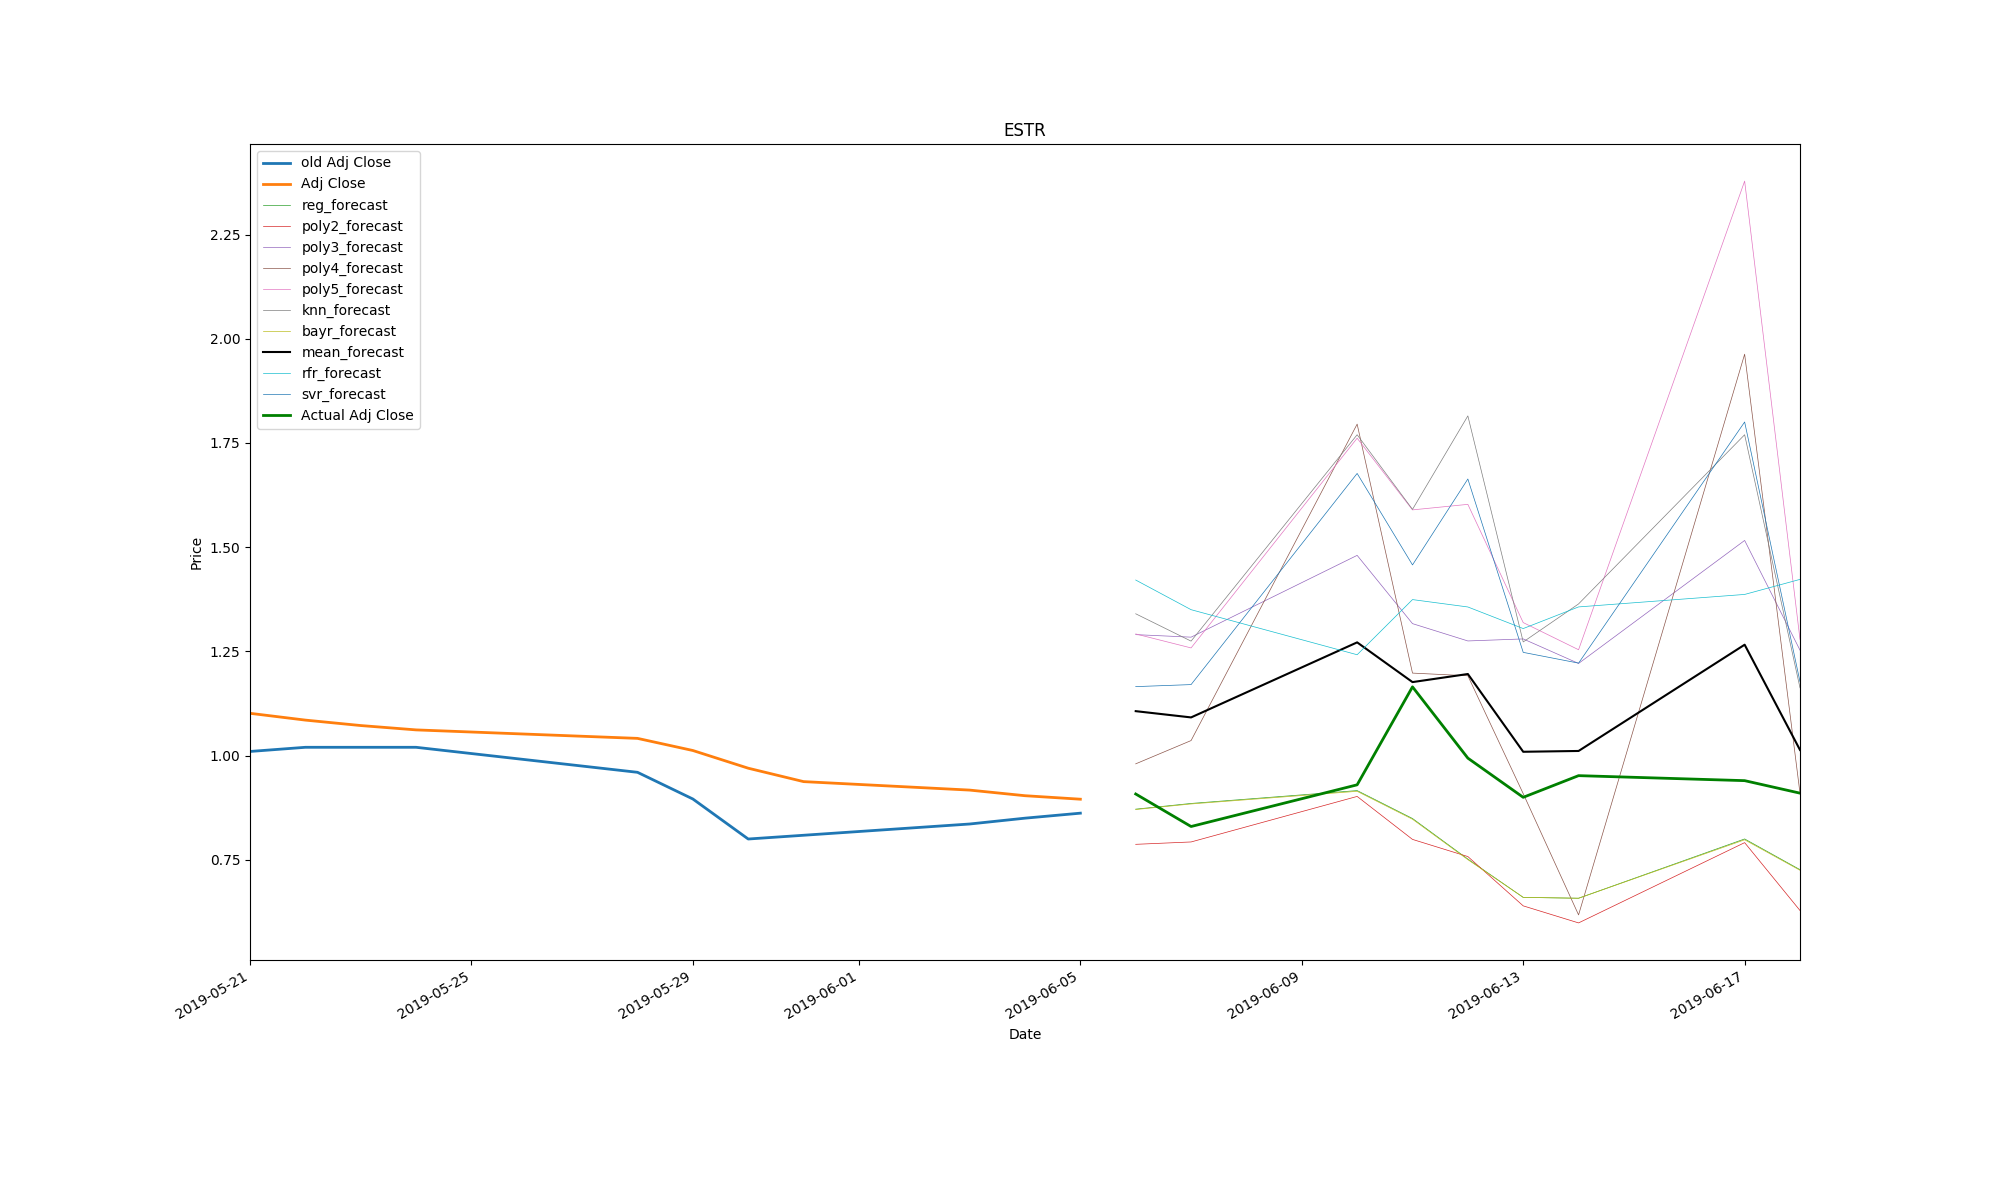 ESTR
old Adj Close
Adj Close
reg_forecast
poly2_forecast
poly3_forecast
poly4_forecast
poly5_forecast
knn_forecast
bayr_forecast
mean_forecast
rfr_forecast
svr_forecast
Actual Adj Close
2.25
2.00
1.75
1.50
1.25
1.00
0.75
Price
2019-05-21
2019-05-25
2019-05-29
2019-06-01
2019-06-05
2019-06-09
2019-06-13
2019-06-17
Date